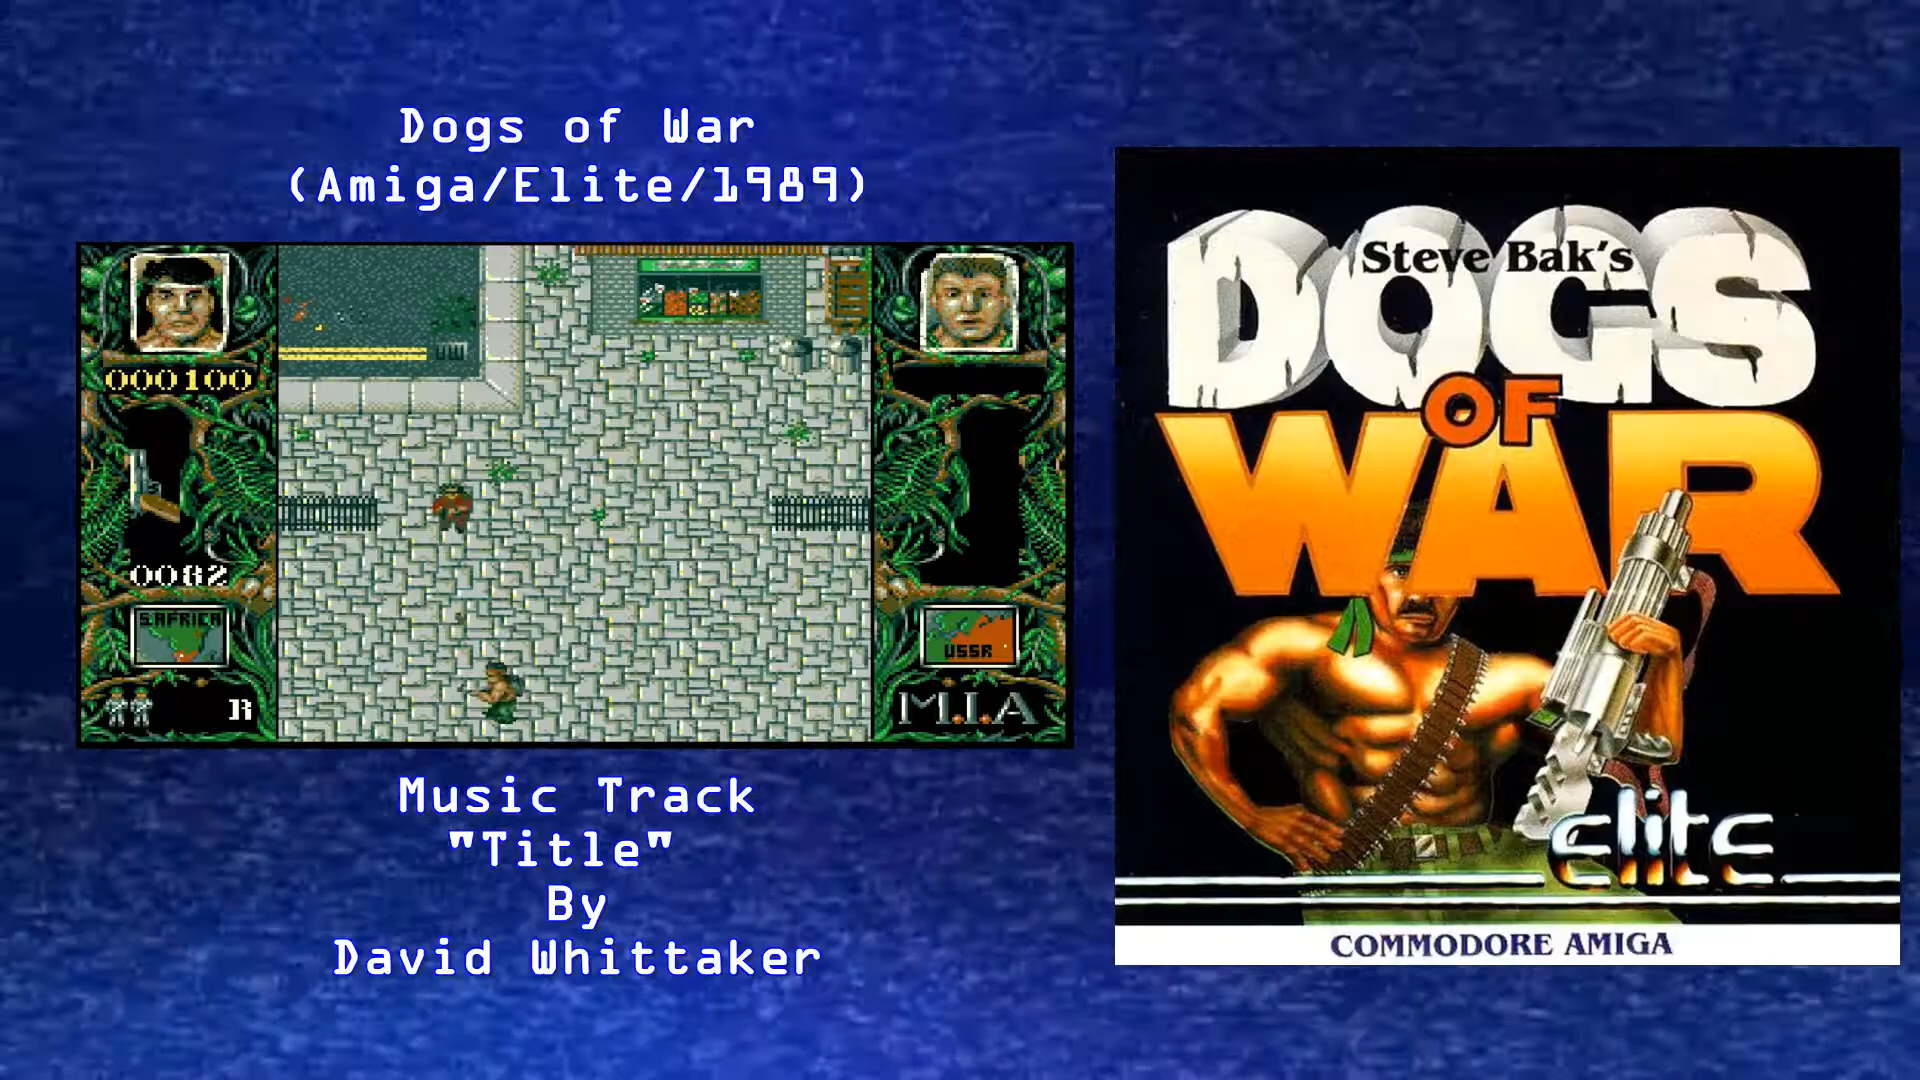 Dogs of War
(Amiga/Elite/1989)
000100
0082
S.AFRICA
R
USSR
M.I.A
Music Track
"Title"
By
David Whittaker
Steve Bak's
DOGS
OF
WAR
elite
COMMODORE AMIGA